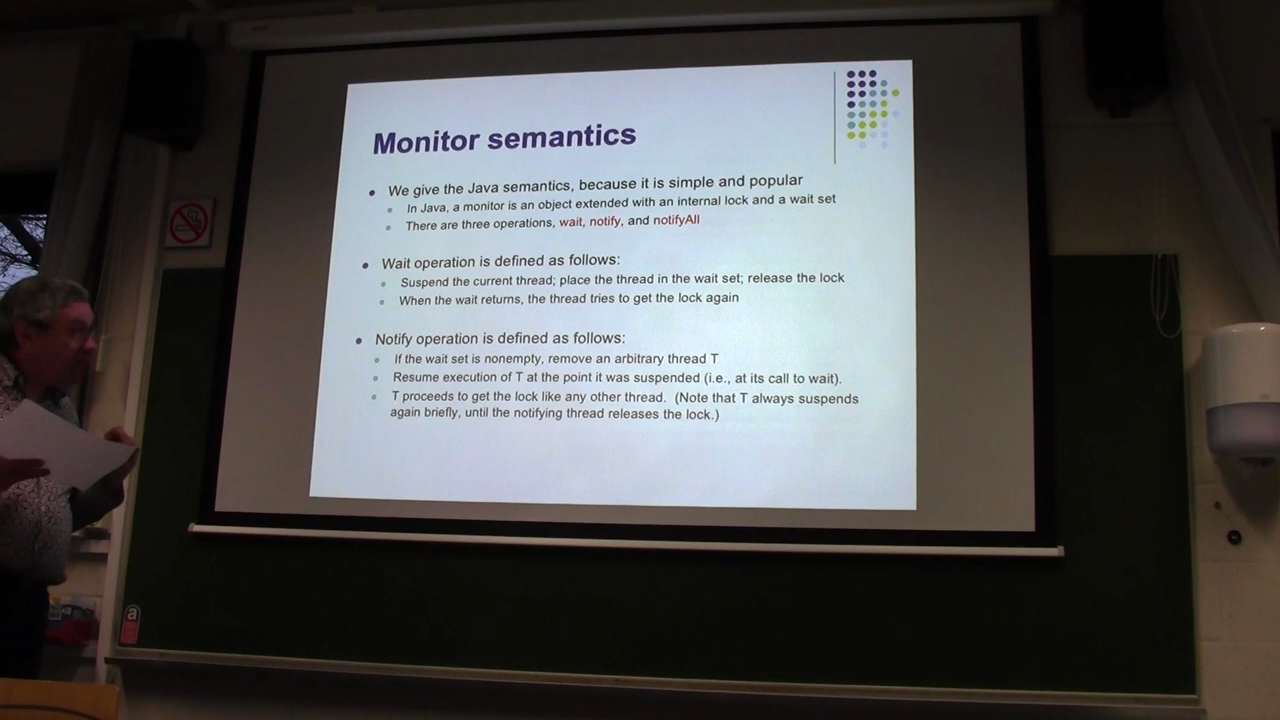 Monitor semantics
We give the Java semantics, because it is simple and popular
In Java, a monitor is an object extended with an internal lock and a wait set
There are three operations, wait, notify, and notifyAll
Wait operation is defined as follows:
Suspend the current thread; place the thread in the wait set; release the lock
When the wait returns, the thread tries to get the lock again
Notify operation is defined as follows:
If the wait set is nonempty, remove an arbitrary thread T
Resume execution of T at the point it was suspended (i.e., at its call to wait).
T proceeds to get the lock like any other thread. (Note that T always suspends
again briefly, until the notifying thread releases the lock.)
a